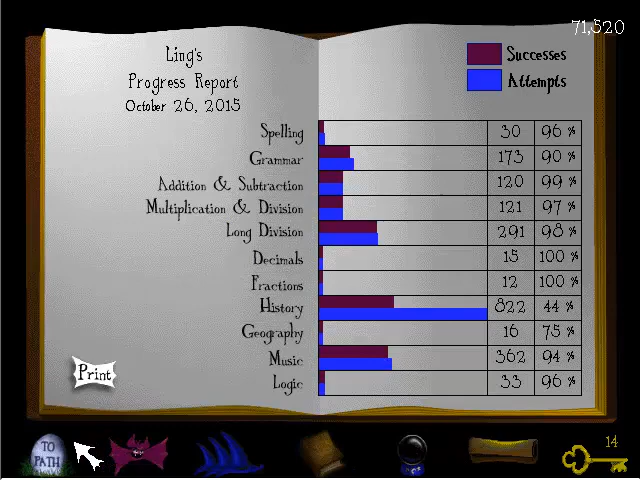 71,520
Ling's
Progress Report
October 26, 2015
Successes
Attempts
Spelling 30 96 %
Grammar 173 90 %
Addition & Subtraction 120 99 %
Multiplication & Division 121 97 %
Long Division 291 98 %
Decimals 15 100 %
Fractions 12 100 %
History 822 44 %
Geography 16 75 %
Music 362 94 %
Logic 33 96 %
Print
TO
PATH
14